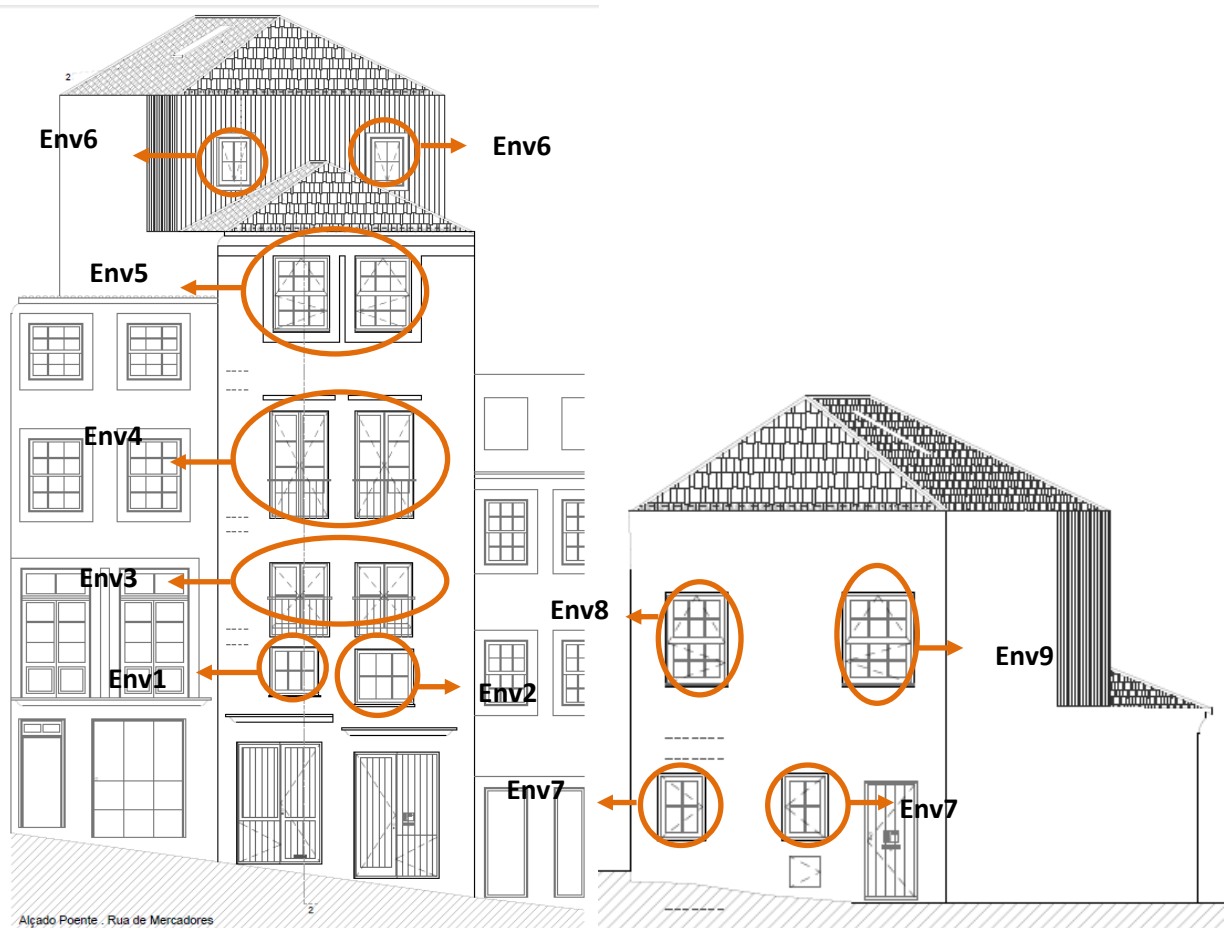 2
Env6
Env6
Env5
Env4
Env3
Env8
Env9
Env1
Env2
Env7
Env7
2
Alçado Poente . Rua de Mercadores